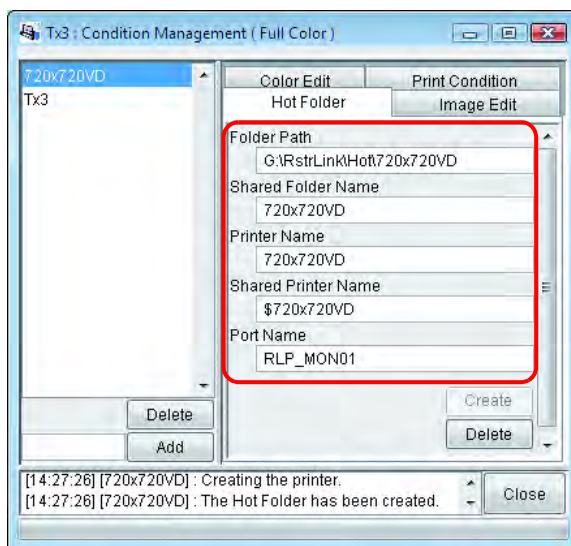 Tx3 : Condition Management ( Full Color )
720x720VD
Tx3
Color Edit
Print Condition
Hot Folder
Image Edit
Folder Path
G:\RstrLink\Hot\720x720VD
Shared Folder Name
720x720VD
Printer Name
720x720VD
Shared Printer Name
$720x720VD
Port Name
RLP_MON01
Create
Delete
Delete
Add
[14:27:26] [720x720VD] : Creating the printer.
[14:27:26] [720x720VD] : The Hot Folder has been created.
Close